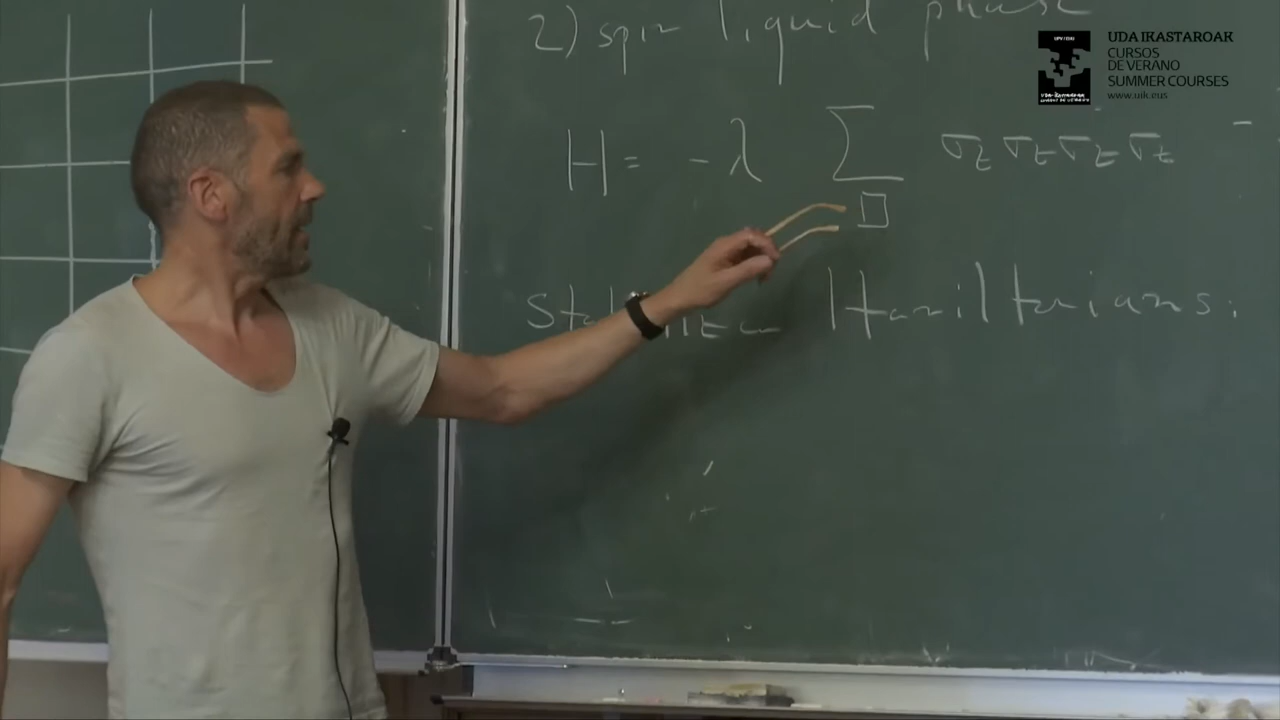 2) spin liquid phase
H = - λ Σ □ σz σz σz σz -
Hamiltonians:
UDA IKASTAROAK
CURSOS
DE VERANO
SUMMER COURSES
www.uik.eus